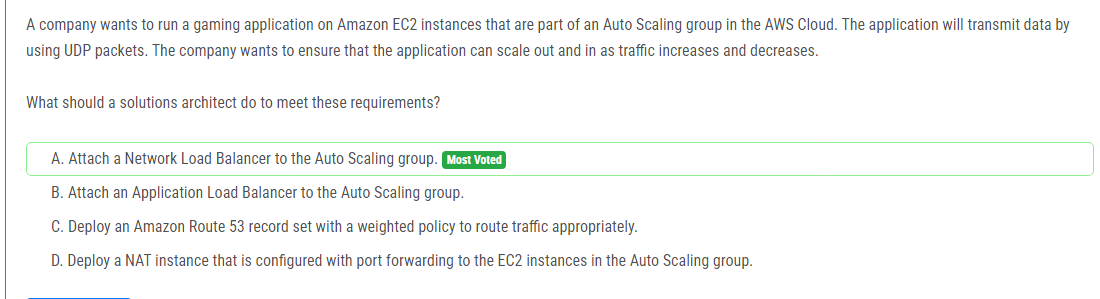 A company wants to run a gaming application on Amazon EC2 instances that are part of an Auto Scaling group in the AWS Cloud. The application will transmit data by
using UDP packets. The company wants to ensure that the application can scale out and in as traffic increases and decreases.
What should a solutions architect do to meet these requirements?
A. Attach a Network Load Balancer to the Auto Scaling group. Most Voted
B. Attach an Application Load Balancer to the Auto Scaling group.
C. Deploy an Amazon Route 53 record set with a weighted policy to route traffic appropriately.
D. Deploy a NAT instance that is configured with port forwarding to the EC2 instances in the Auto Scaling group.